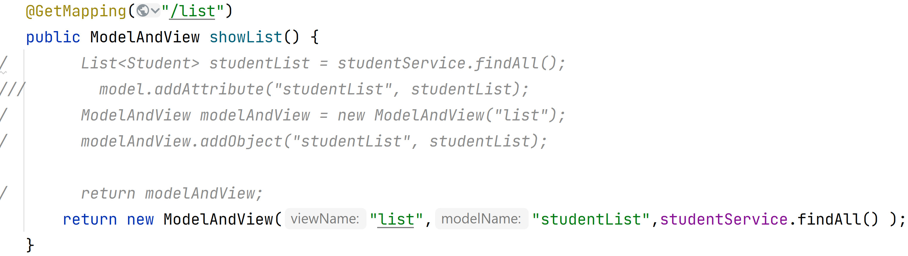 @GetMapping("/list")
public ModelAndView showList() {
/        List<Student> studentList = studentService.findAll();
///        model.addAttribute("studentList", studentList);
/        ModelAndView modelAndView = new ModelAndView("list");
/        modelAndView.addObject("studentList", studentList);
/        return modelAndView;
    return new ModelAndView( viewName: "list", modelName: "studentList",studentService.findAll() );
}